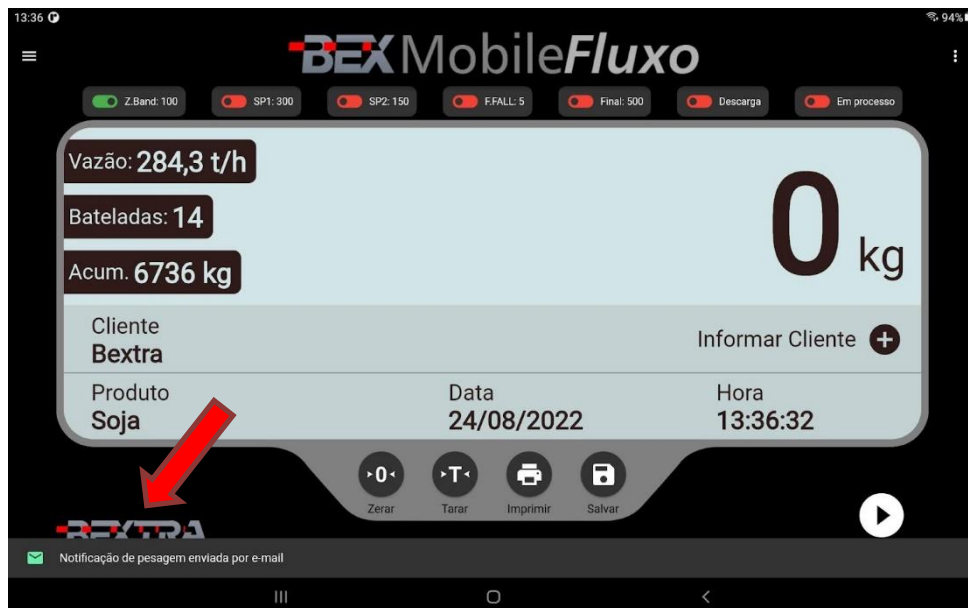 13:36
94%
BEX MobileFluxo
Z.Band: 100
SP1: 300
SP2: 150
F.FALL: 5
Final: 500
Descarga
Em processo
Vazão: 284,3 t/h
Bateladas: 14
Acum. 6736 kg
0 kg
Cliente
Bextra
Informar Cliente
Produto
Soja
Data
24/08/2022
Hora
13:36:32
▸0◂
▸T◂
Zerar
Tarar
Imprimir
Salvar
BEXTRA
Notificação de pesagem enviada por e-mail